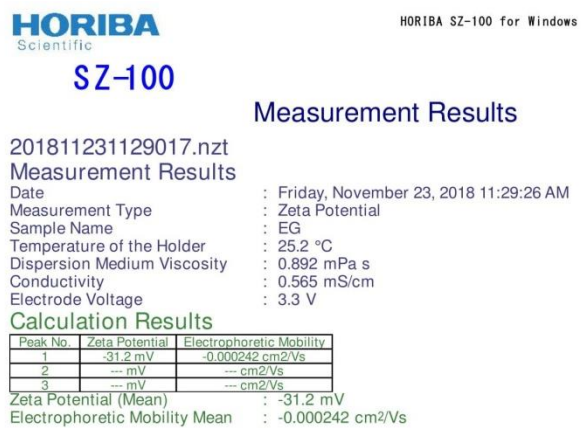 HORIBA
Scientific
HORIBA SZ-100 for Windows
SZ-100
Measurement Results
201811231129017.nzt
Measurement Results
Date : Friday, November 23, 2018 11:29:26 AM
Measurement Type : Zeta Potential
Sample Name : EG
Temperature of the Holder : 25.2 °C
Dispersion Medium Viscosity : 0.892 mPa s
Conductivity : 0.565 mS/cm
Electrode Voltage : 3.3 V
Calculation Results
Peak No. Zeta Potential Electrophoretic Mobility
1 -31.2 mV -0.000242 cm2/Vs
2 --- mV --- cm2/Vs
3 --- mV --- cm2/Vs
Zeta Potential (Mean) : -31.2 mV
Electrophoretic Mobility Mean : -0.000242 cm²/Vs